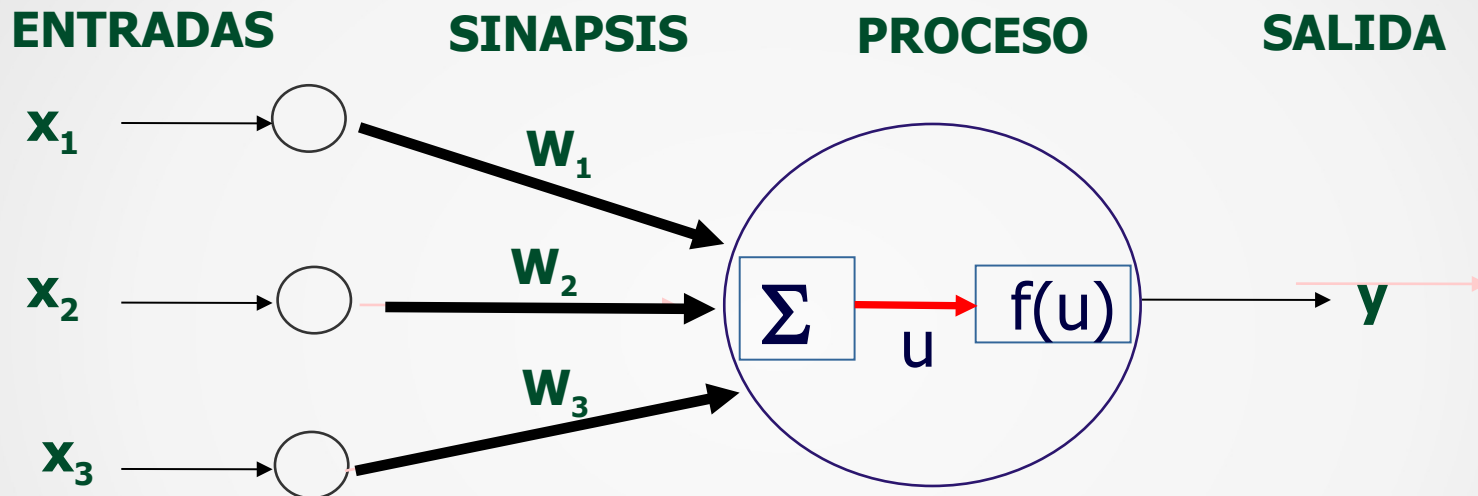 ENTRADAS SINAPSIS PROCESO SALIDA
x₁
W₁
x₂
W₂
Σ
u
f(u)
y
W₃
x₃